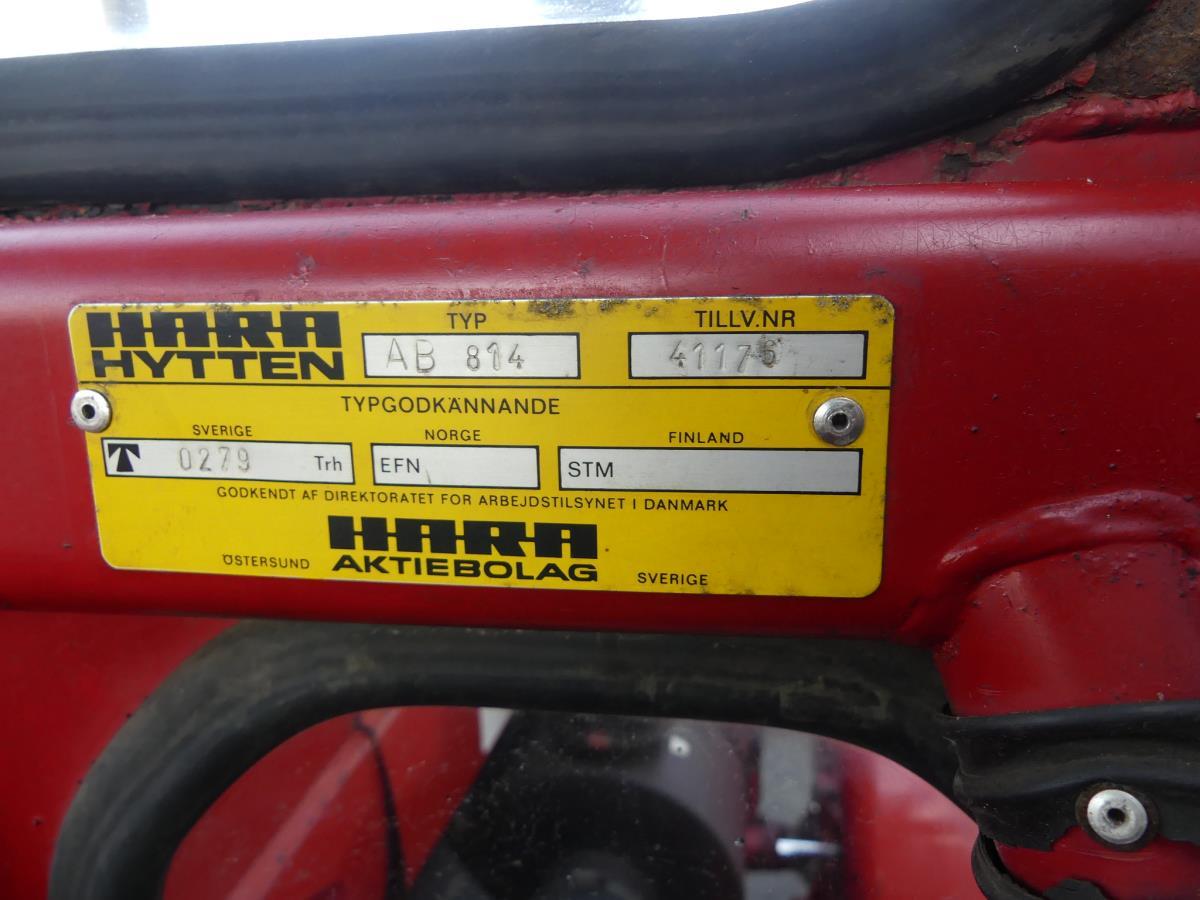 HARA TYP TILLV.NR
HYTTEN AB 814 41175
TYPGODKÄNNANDE
SVERIGE NORGE FINLAND
T 0279 Trh EFN STM
GODKENDT AF DIREKTORATET FOR ARBEJDSTILSYNET I DANMARK
HARA
ÖSTERSUND AKTIEBOLAG SVERIGE